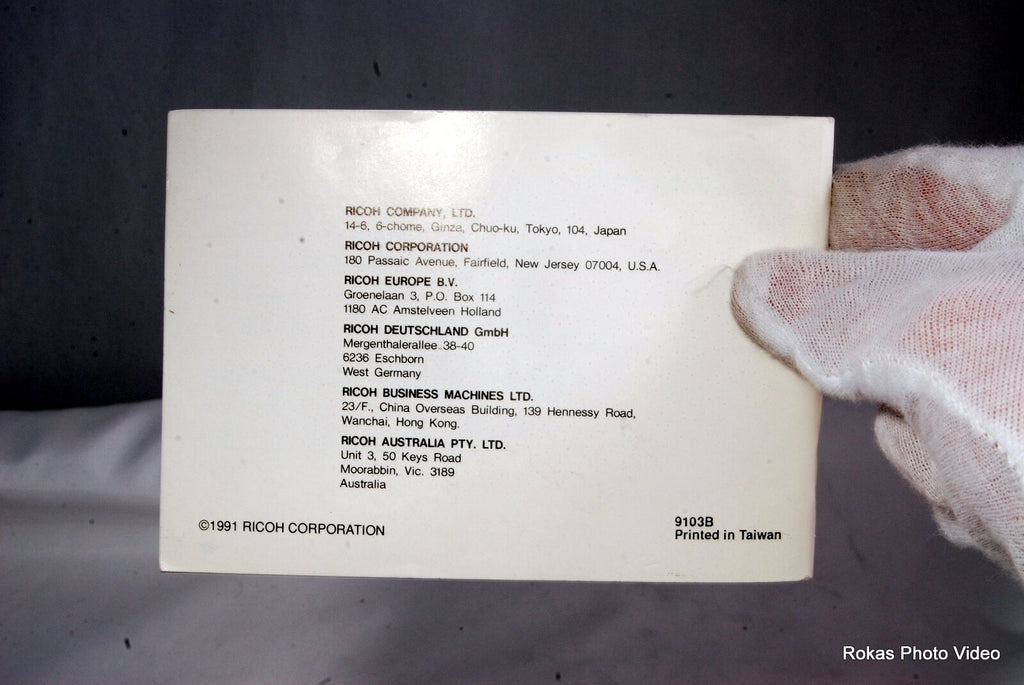 RICOH COMPANY, LTD.
14-6, 6-chome, Ginza, Chuo-ku, Tokyo, 104, Japan
RICOH CORPORATION
180 Passaic Avenue, Fairfield, New Jersey 07004, U.S.A.
RICOH EUROPE B.V.
Groenelaan 3, P.O. Box 114
1180 AC Amstelveen Holland
RICOH DEUTSCHLAND GmbH
Mergenthalerallee 38-40
6236 Eschborn
West Germany
RICOH BUSINESS MACHINES LTD.
23/F., China Overseas Building, 139 Hennessy Road,
Wanchai, Hong Kong.
RICOH AUSTRALIA PTY. LTD.
Unit 3, 50 Keys Road
Moorabbin, Vic. 3189
Australia
©1991 RICOH CORPORATION
9103B
Printed in Taiwan
Rokas Photo Video